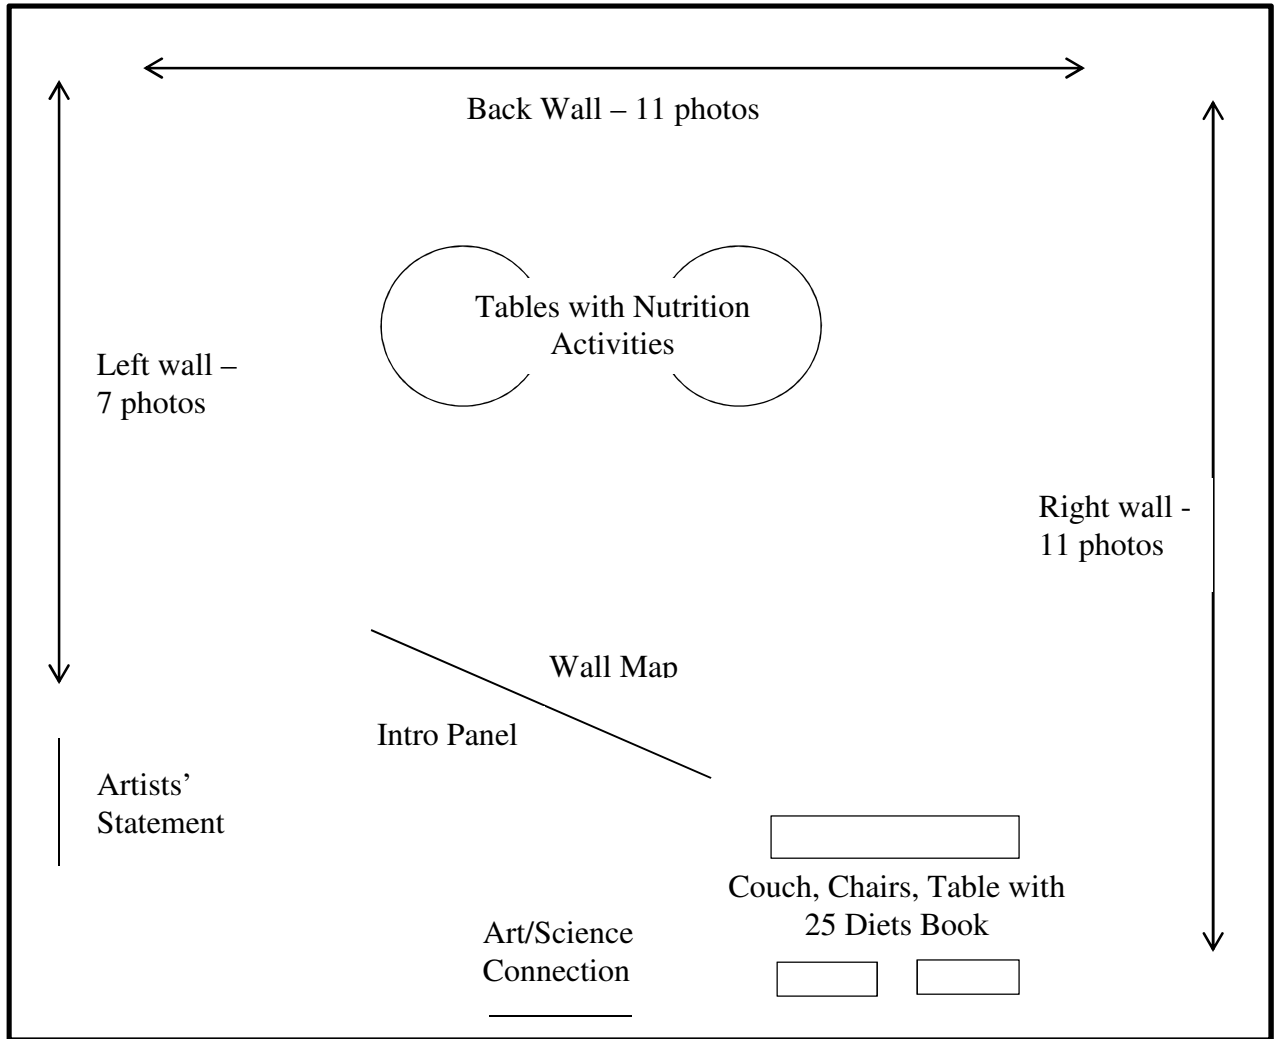 Back Wall – 11 photos
Tables with Nutrition
Activities
Left wall –
7 photos
Right wall -
11 photos
Wall Map
Intro Panel
Artists’
Statement
Couch, Chairs, Table with
25 Diets Book
Art/Science
Connection